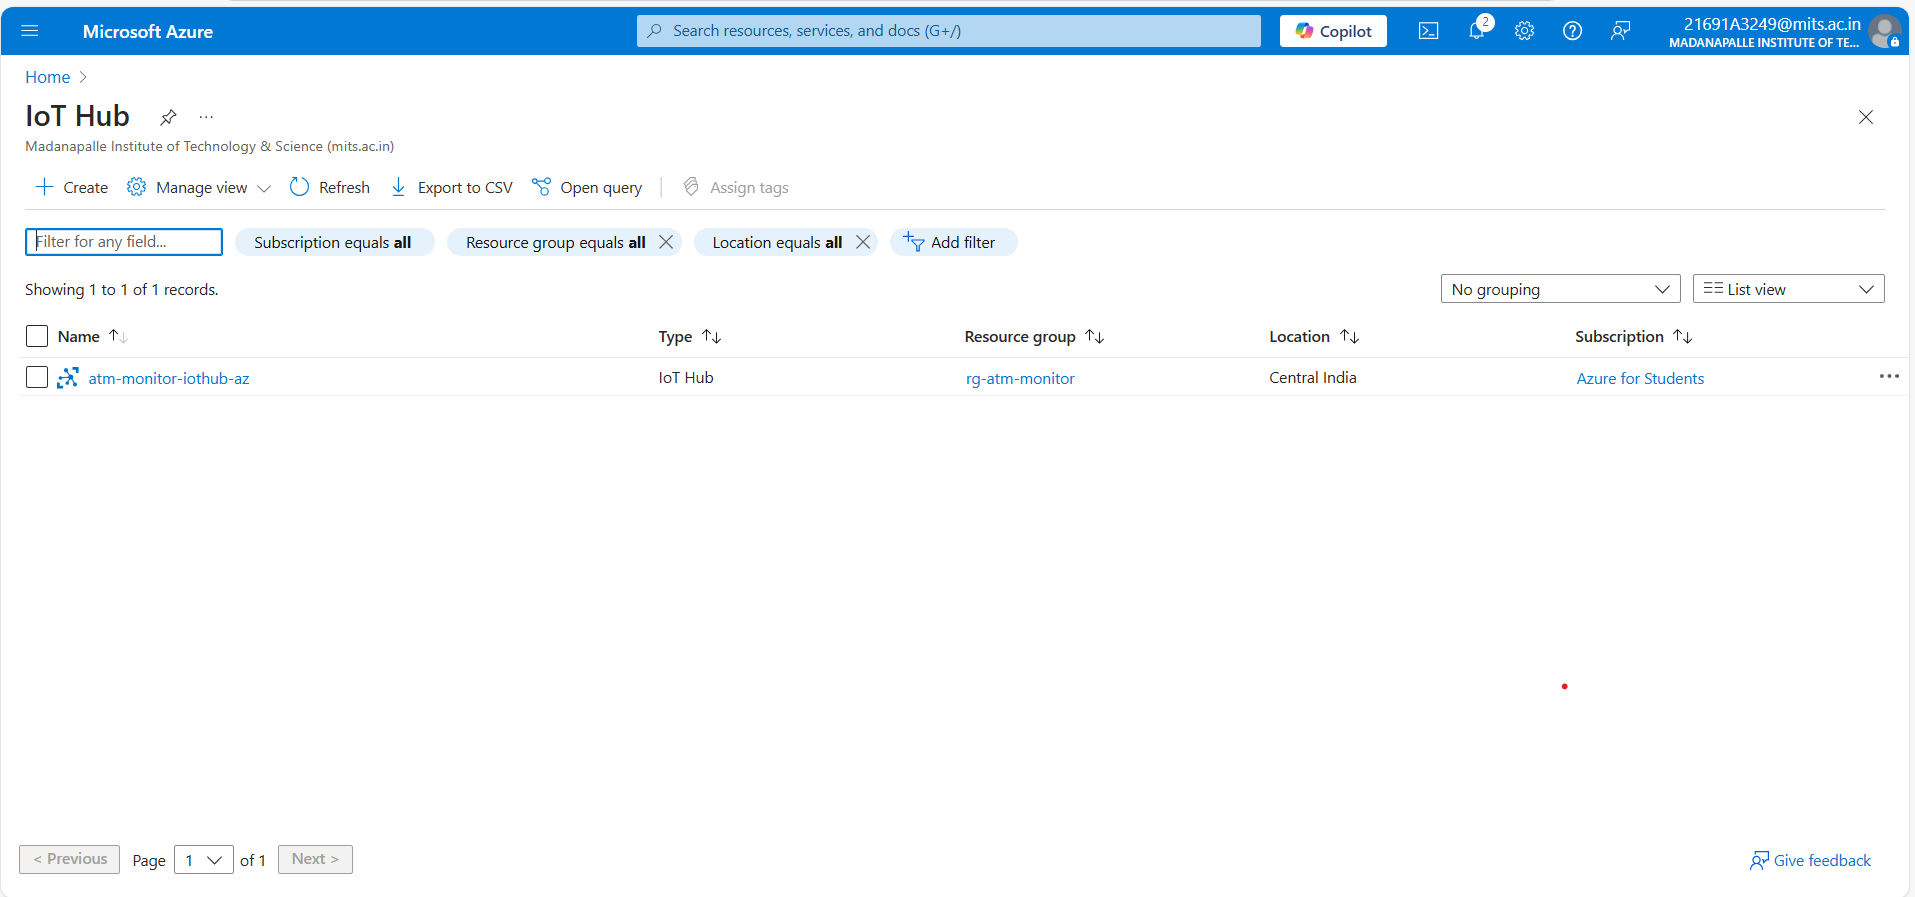 Microsoft Azure
Search resources, services, and docs (G+/)
Copilot
2
21691A3249@mits.ac.in
MADANAPALLE INSTITUTE OF TE...
Home
IoT Hub
Madanapalle Institute of Technology & Science (mits.ac.in)
Create
Manage view
Refresh
Export to CSV
Open query
Assign tags
Filter for any field...
Subscription equals all
Resource group equals all
Location equals all
Add filter
Showing 1 to 1 of 1 records.
No grouping
List view
Name
Type
Resource group
Location
Subscription
atm-monitor-iothub-az
IoT Hub
rg-atm-monitor
Central India
Azure for Students
< Previous
Page
1
of 1
Next >
Give feedback